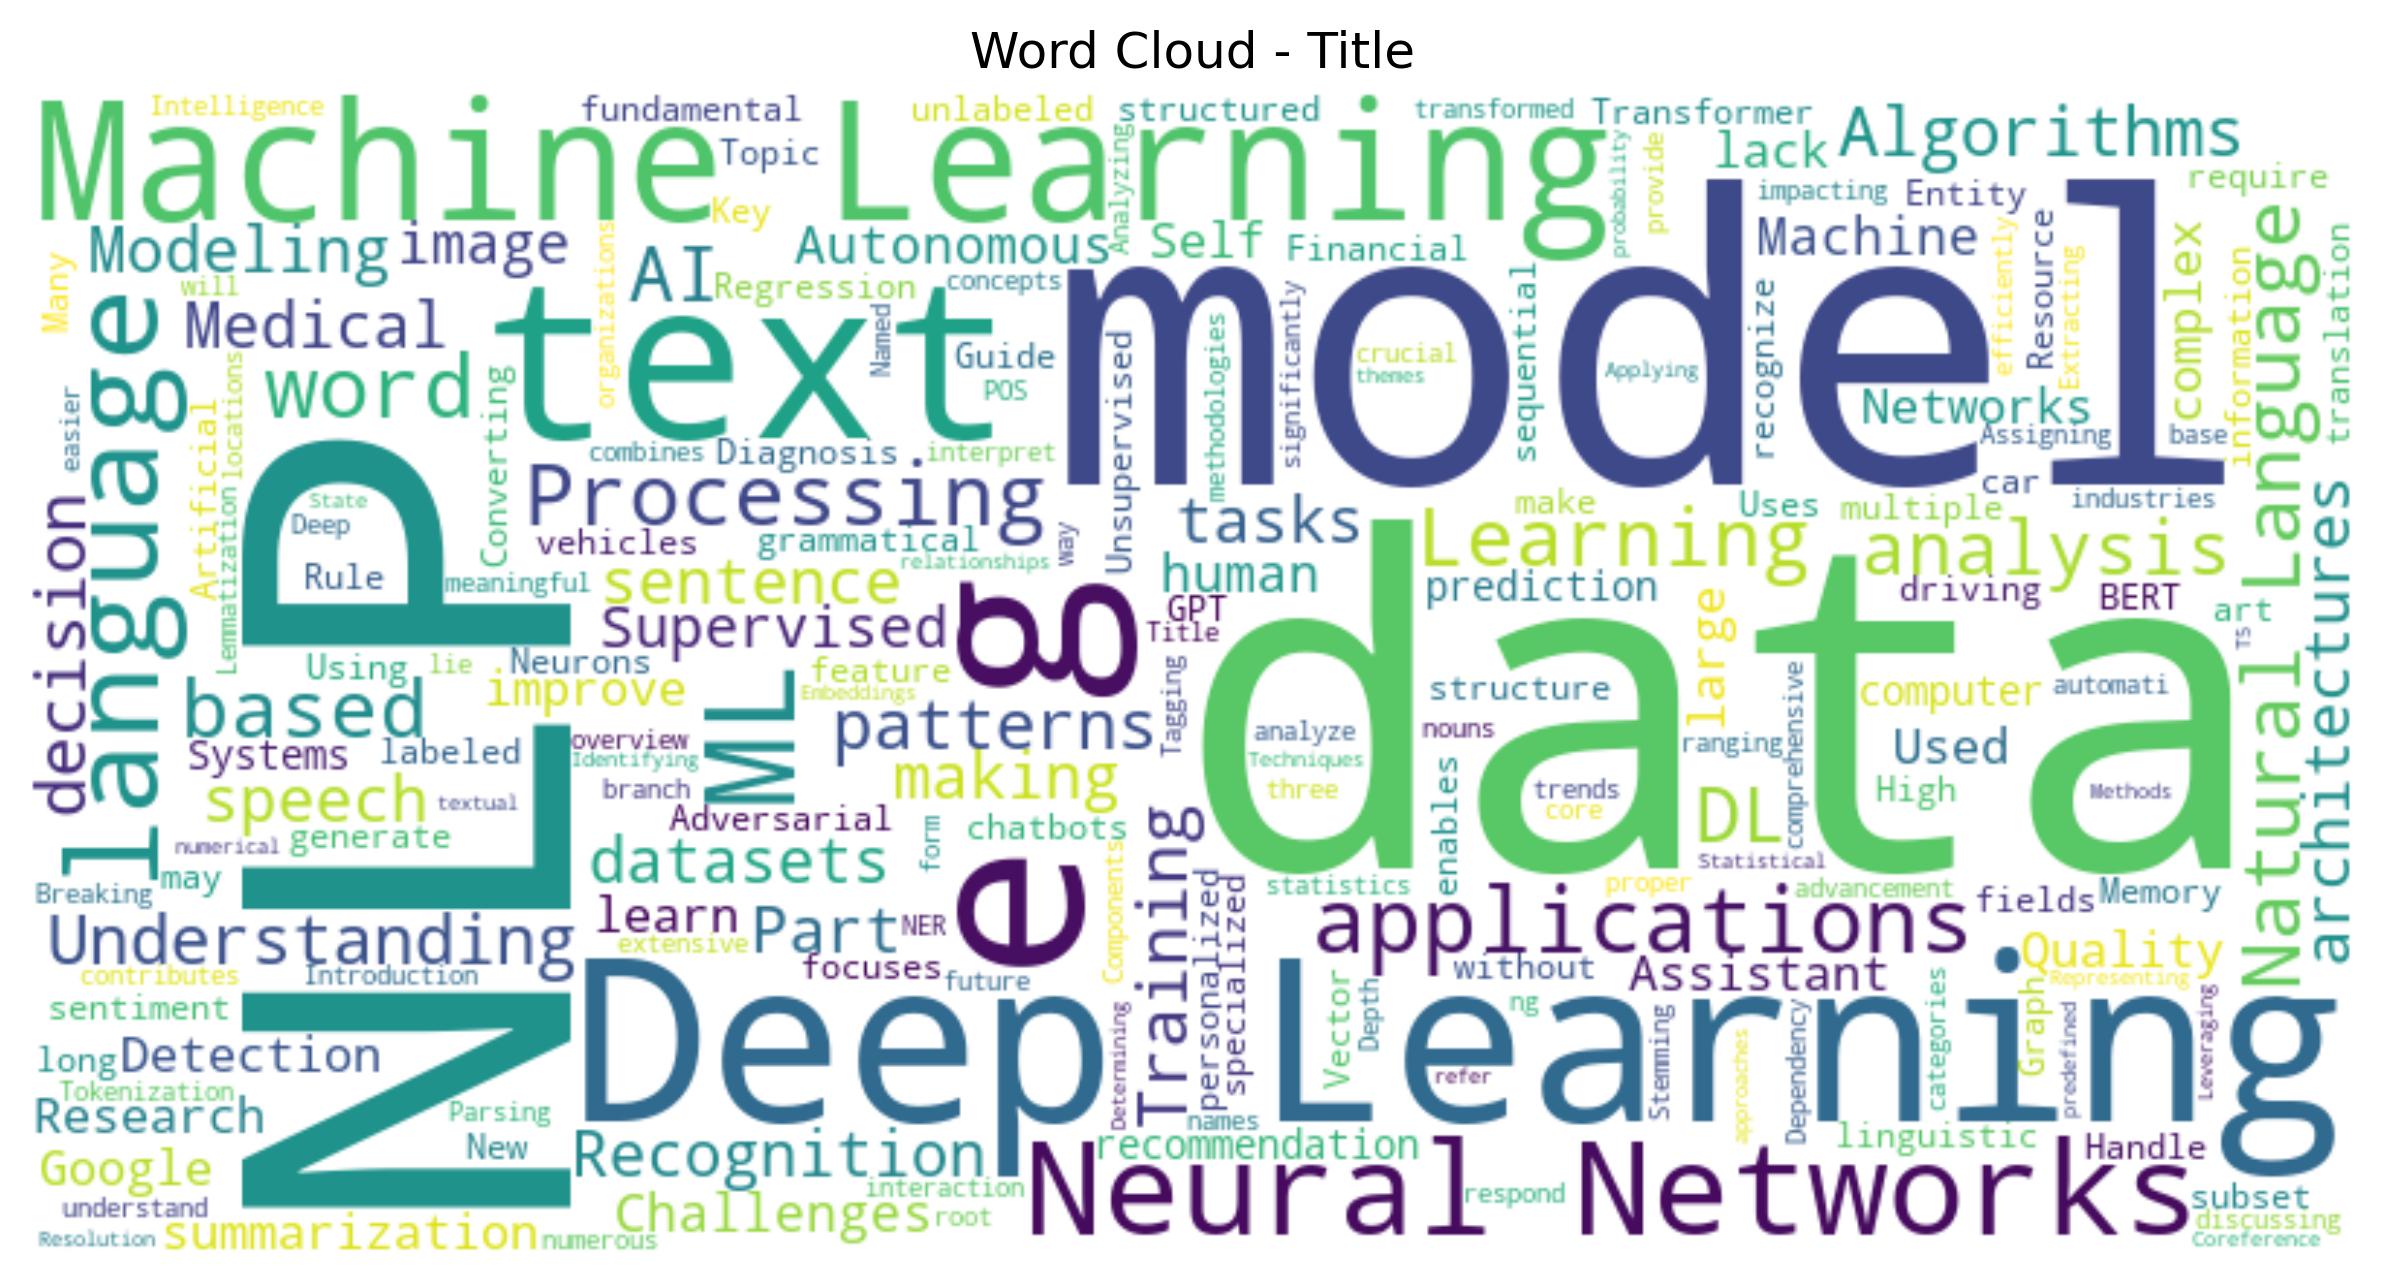 Word Cloud - Title
Machine Learning
Intelligence
fundamental
unlabeled
structured
transformed
Transformer
Algorithms
Topic
lack
Analyzing
probability
provide
require
Key
impacting
Entity
Modeling
image
Autonomous
Self
Financial
Machine
Resource
efficiently
complex
Natural Language
translation
organizations
AI
Regression
concepts
Many
will
Medical
text
model
Named
Guide
POS
Unsupervised
methodologies
significantly
crucial
themes
sequential
Applying
recognize
Extracting
information
language
word
locations
Converting
Networks
easier
Artificial
Assigning
base
combines
Diagnosis
interpret
Processing
car
industries
State
Deep
Rule
NLP
decision
Lemmatization
vehicles
grammatical
way
tasks
make
Uses
multiple
Learning
analysis
architectures
meaningful
sentence
relationships
human
prediction
driving
BERT
art
Supervised
g
GPT
Title
data
large
TS
Using
lie
Neurons
feature
improve
Embeddings
Tagging
structure
comprehensive
computer
automati
based
ML
patterns
analyze
nouns
ranging
Used
Systems
labeled
overview
Identifying
Techniques
speech
textual
branch
making
three
trends
core
DL
High
Methods
Adversarial
generate
numerical
form
chatbots
Training
enables
Statistical
datasets
e
Components
may
Breaking
statistics
proper
advancement
fields
Memory
Understanding
learn
Part
NER
personalized
specialized
applications
extensive
contributes
Introduction
focuses
future
without
Assistant
Quality
Representing
sentiment
Deep Learning
Vector
Depth
ng
categories
Graph
predefined
Leveraging
long
Detection
Determining
refer
Stemming
approaches
Dependency
Tokenization
Research
Parsing
New
names
Recognition
recommendation
linguistic
Handle
Google
Neural Networks
interaction
respond
understand
Challenges
root
subset
Resolution
summarization
numerous
discussing
Coreference